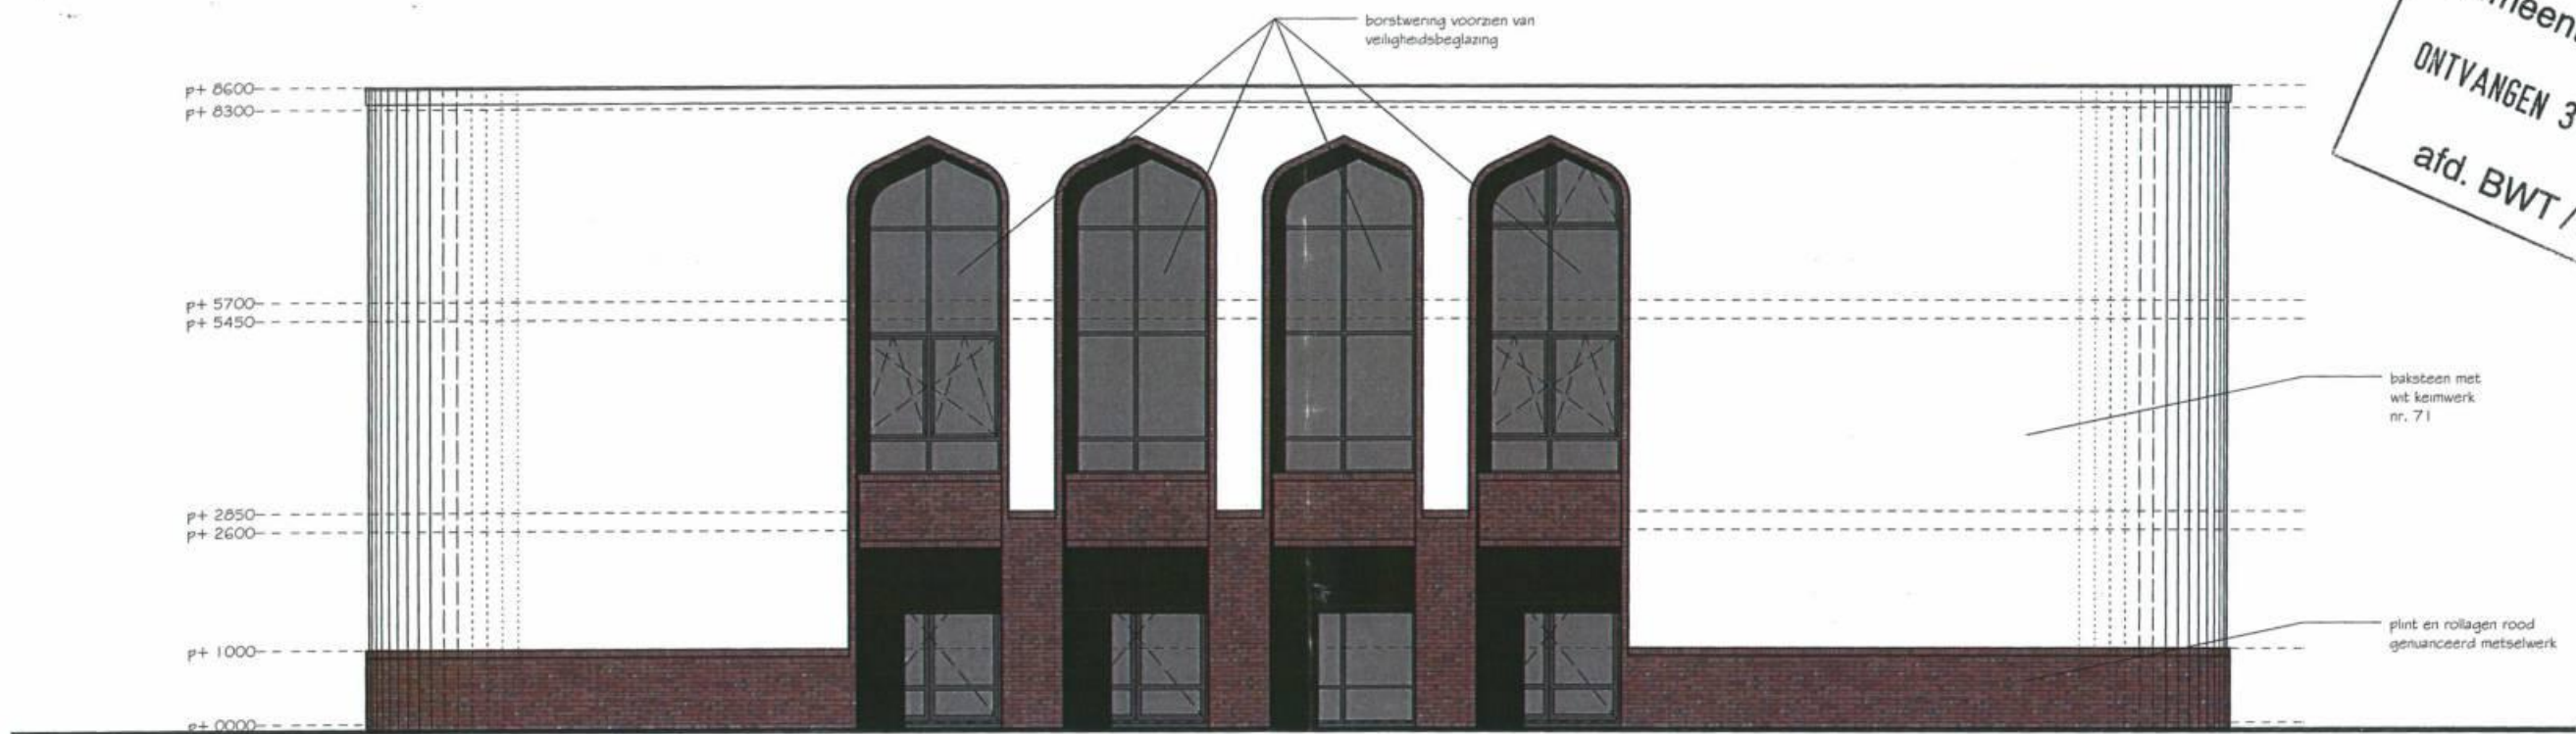 borstwering voorzien van
veiligheidsbeglazing
ONTVANGEN 3
afd. BWT /
p+ 8600
p+ 8300
p+ 5700
p+ 5450
baksteen met
wit keimwerk
nr. 71
p+ 2850
p+ 2600
plint en rollagen rood
genuanceerd metselwerk
p+ 1000
p+ 0000